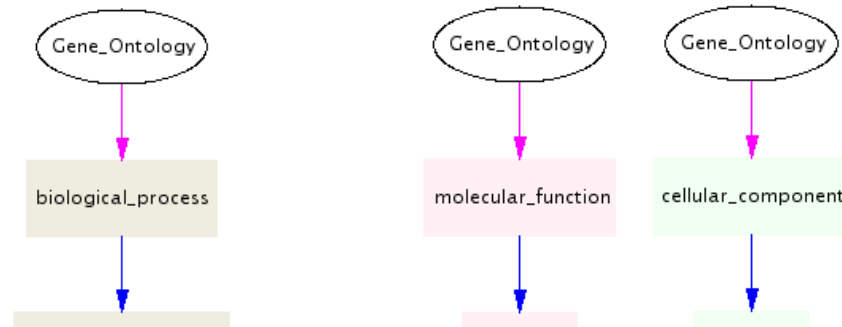 Gene_Ontology
Gene_Ontology
Gene_Ontology
biological_process
molecular_function
cellular_component